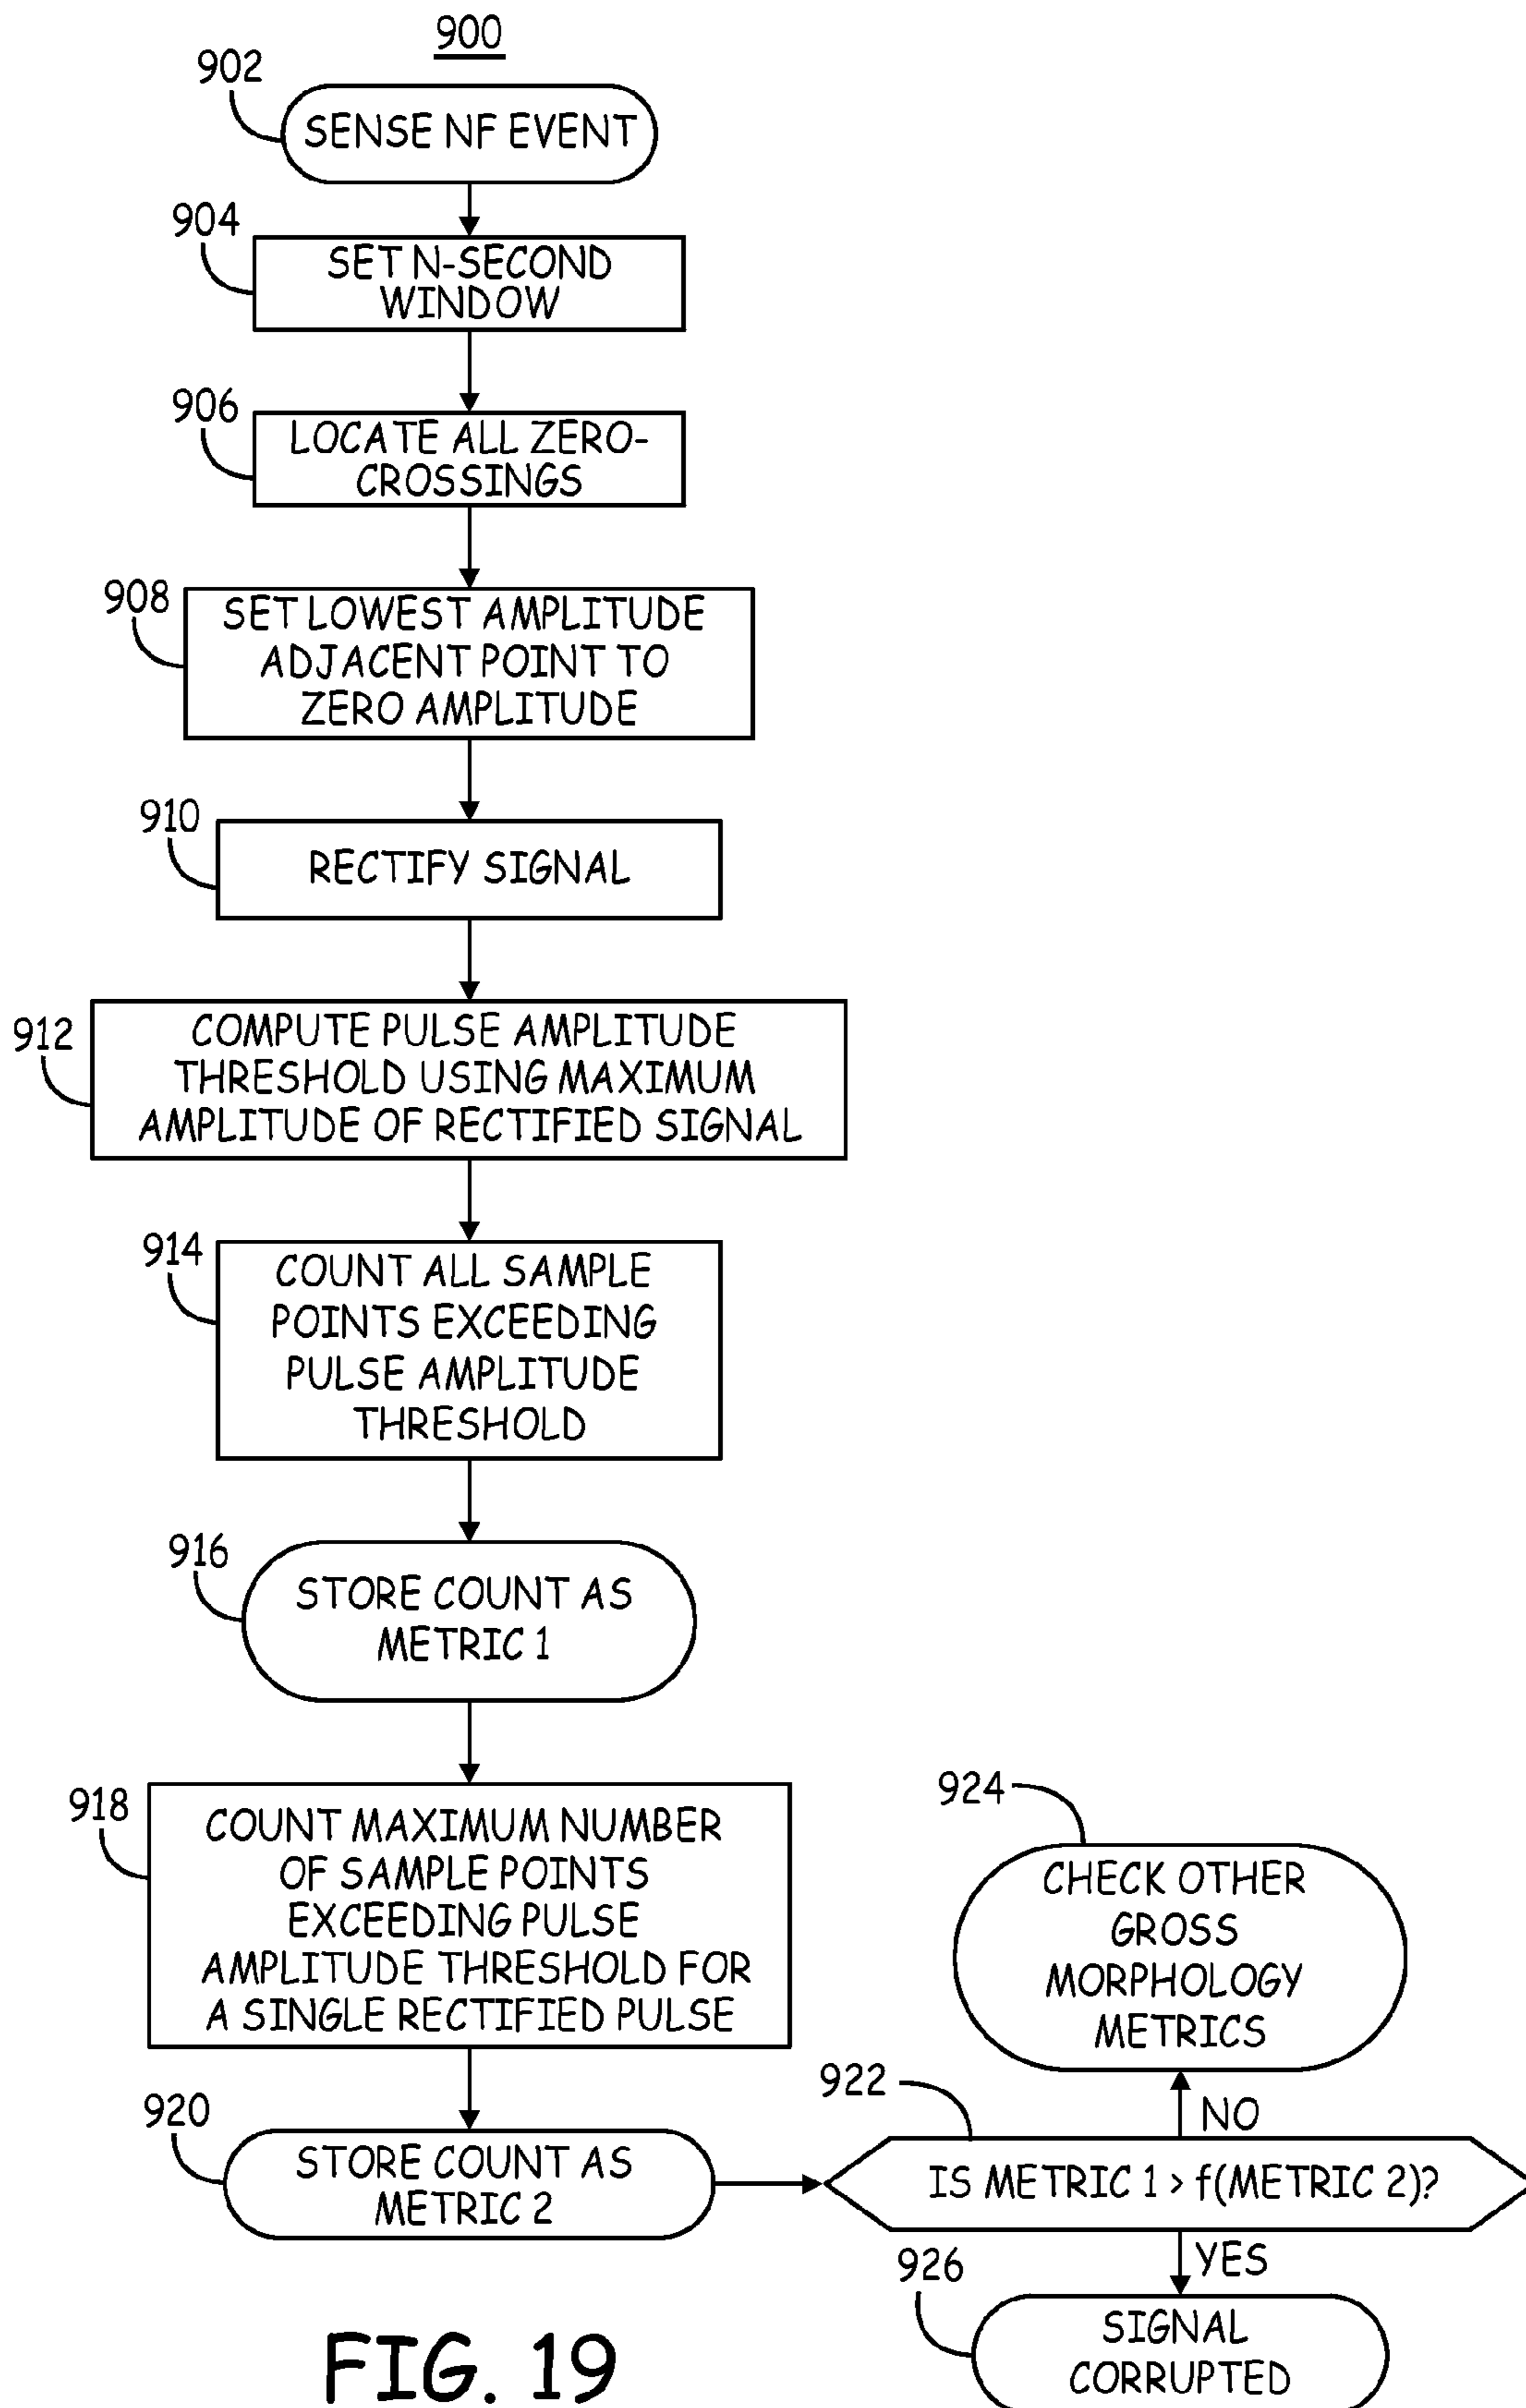 900
902
SENSE NF EVENT
904
SET N-SECOND
WINDOW
906
LOCATE ALL ZERO-
CROSSINGS
908
SET LOWEST AMPLITUDE
ADJACENT POINT TO
ZERO AMPLITUDE
910
RECTIFY SIGNAL
912
COMPUTE PULSE AMPLITUDE
THRESHOLD USING MAXIMUM
AMPLITUDE OF RECTIFIED SIGNAL
914
COUNT ALL SAMPLE
POINTS EXCEEDING
PULSE AMPLITUDE
THRESHOLD
916
STORE COUNT AS
METRIC 1
918
COUNT MAXIMUM NUMBER
OF SAMPLE POINTS
EXCEEDING PULSE
AMPLITUDE THRESHOLD FOR
A SINGLE RECTIFIED PULSE
920
STORE COUNT AS
METRIC 2
922
IS METRIC 1 > f(METRIC 2)?
NO
924
CHECK OTHER
GROSS
MORPHOLOGY
METRICS
YES
926
SIGNAL
CORRUPTED
FIG. 19